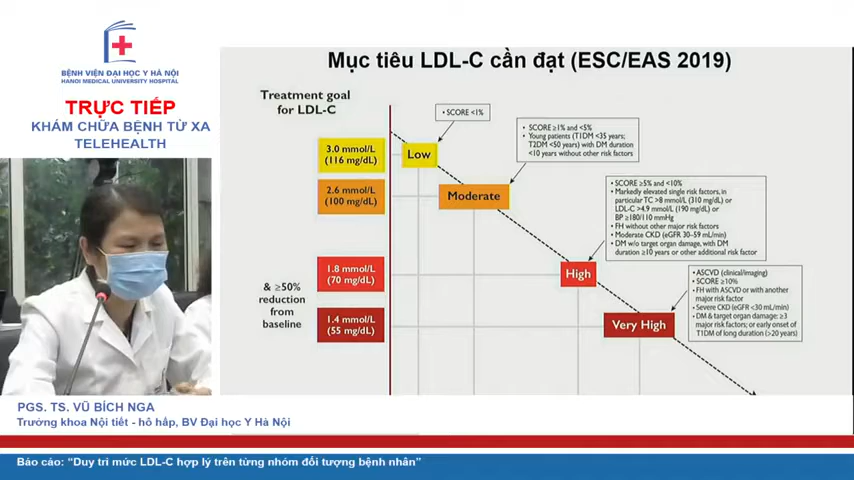 BỆNH VIỆN ĐẠI HỌC Y HÀ NỘI
HANOI MEDICAL UNIVERSITY HOSPITAL
TRỰC TIẾP
KHÁM CHỮA BỆNH TỪ XA
TELEHEALTH
Mục tiêu LDL-C cần đạt (ESC/EAS 2019)
Treatment goal
for LDL-C
• SCORE <1%
3.0 mmol/L
(116 mg/dL)
Low
• SCORE ≥1% and <5%
• Young patients (T1DM <35 years;
T2DM <50 years) with DM duration
<10 years without other risk factors
2.6 mmol/L
(100 mg/dL)
Moderate
• SCORE ≥5% and <10%
• Markedly elevated single risk factors, in
particular TC >8 mmol/L (310 mg/dL) or
LDL-C >4.9 mmol/L (190 mg/dL) or
BP ≥180/110 mmHg
• FH without other major risk factors
• Moderate CKD (eGFR 30–59 mL/min)
• DM w/o target organ damage, with DM
duration ≥10 years or other additional risk factor
1.8 mmol/L
(70 mg/dL)
High
& ≥50%
reduction
from
baseline
• ASCVD (clinical/imaging)
• SCORE ≥10%
• FH with ASCVD or with another
major risk factor
• Severe CKD (eGFR <30 mL/min)
• DM & target organ damage: ≥3
major risk factors; or early onset of
T1DM of long duration (>20 years)
1.4 mmol/L
(55 mg/dL)
Very High
PGS. TS. VŨ BÍCH NGA
Trưởng khoa Nội tiết - hô hấp, BV Đại học Y Hà Nội
Báo cáo: “Duy trì mức LDL-C hợp lý trên từng nhóm đối tượng bệnh nhân”